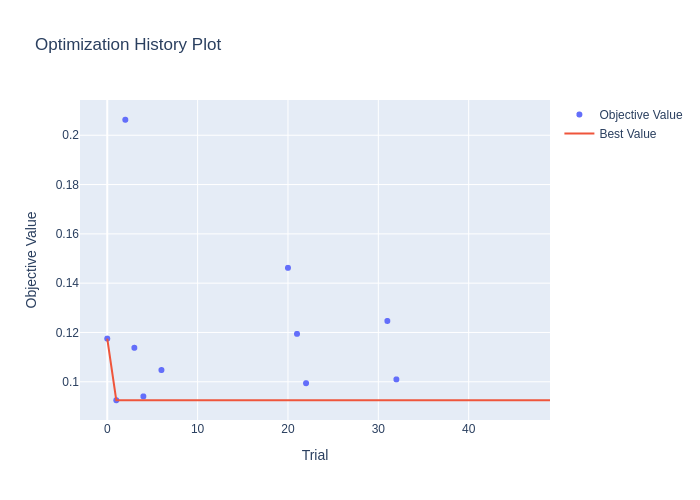 Optimization History Plot
Objective Value
Best Value
0.2
0.18
0.16
0.14
0.12
0.1
Objective Value
0
10
20
30
40
Trial